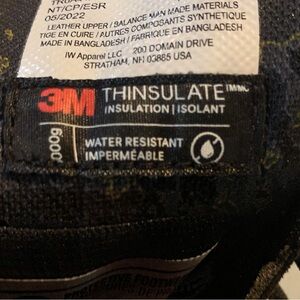 NT/CP/ESR
05/2022
LEATHER UPPER / BALANCE MAN MADE MATERIALS
TIGE EN CUIRE / AUTRES COMPOSANTS SYNTHETIQUE
MADE IN BANGLADESH / FABRIQUE EN BANGLADESH
IW Apparel LLC 200 DOMAIN DRIVE
STRATHAM, NH 03885 USA
3M THINSULATE
INSULATION | ISOLANT
600G
WATER RESISTANT
IMPERMÉABLE